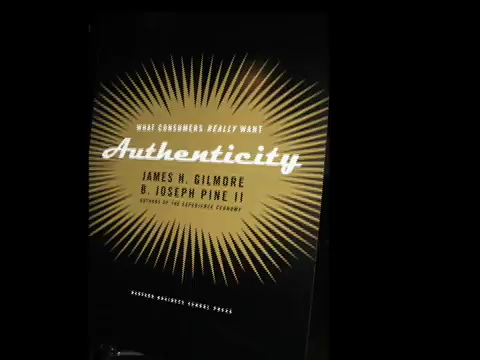 WHAT CONSUMERS REALLY WANT
Authenticity
JAMES H. GILMORE
B. JOSEPH PINE II
AUTHORS OF THE EXPERIENCE ECONOMY
HARVARD BUSINESS SCHOOL PRESS